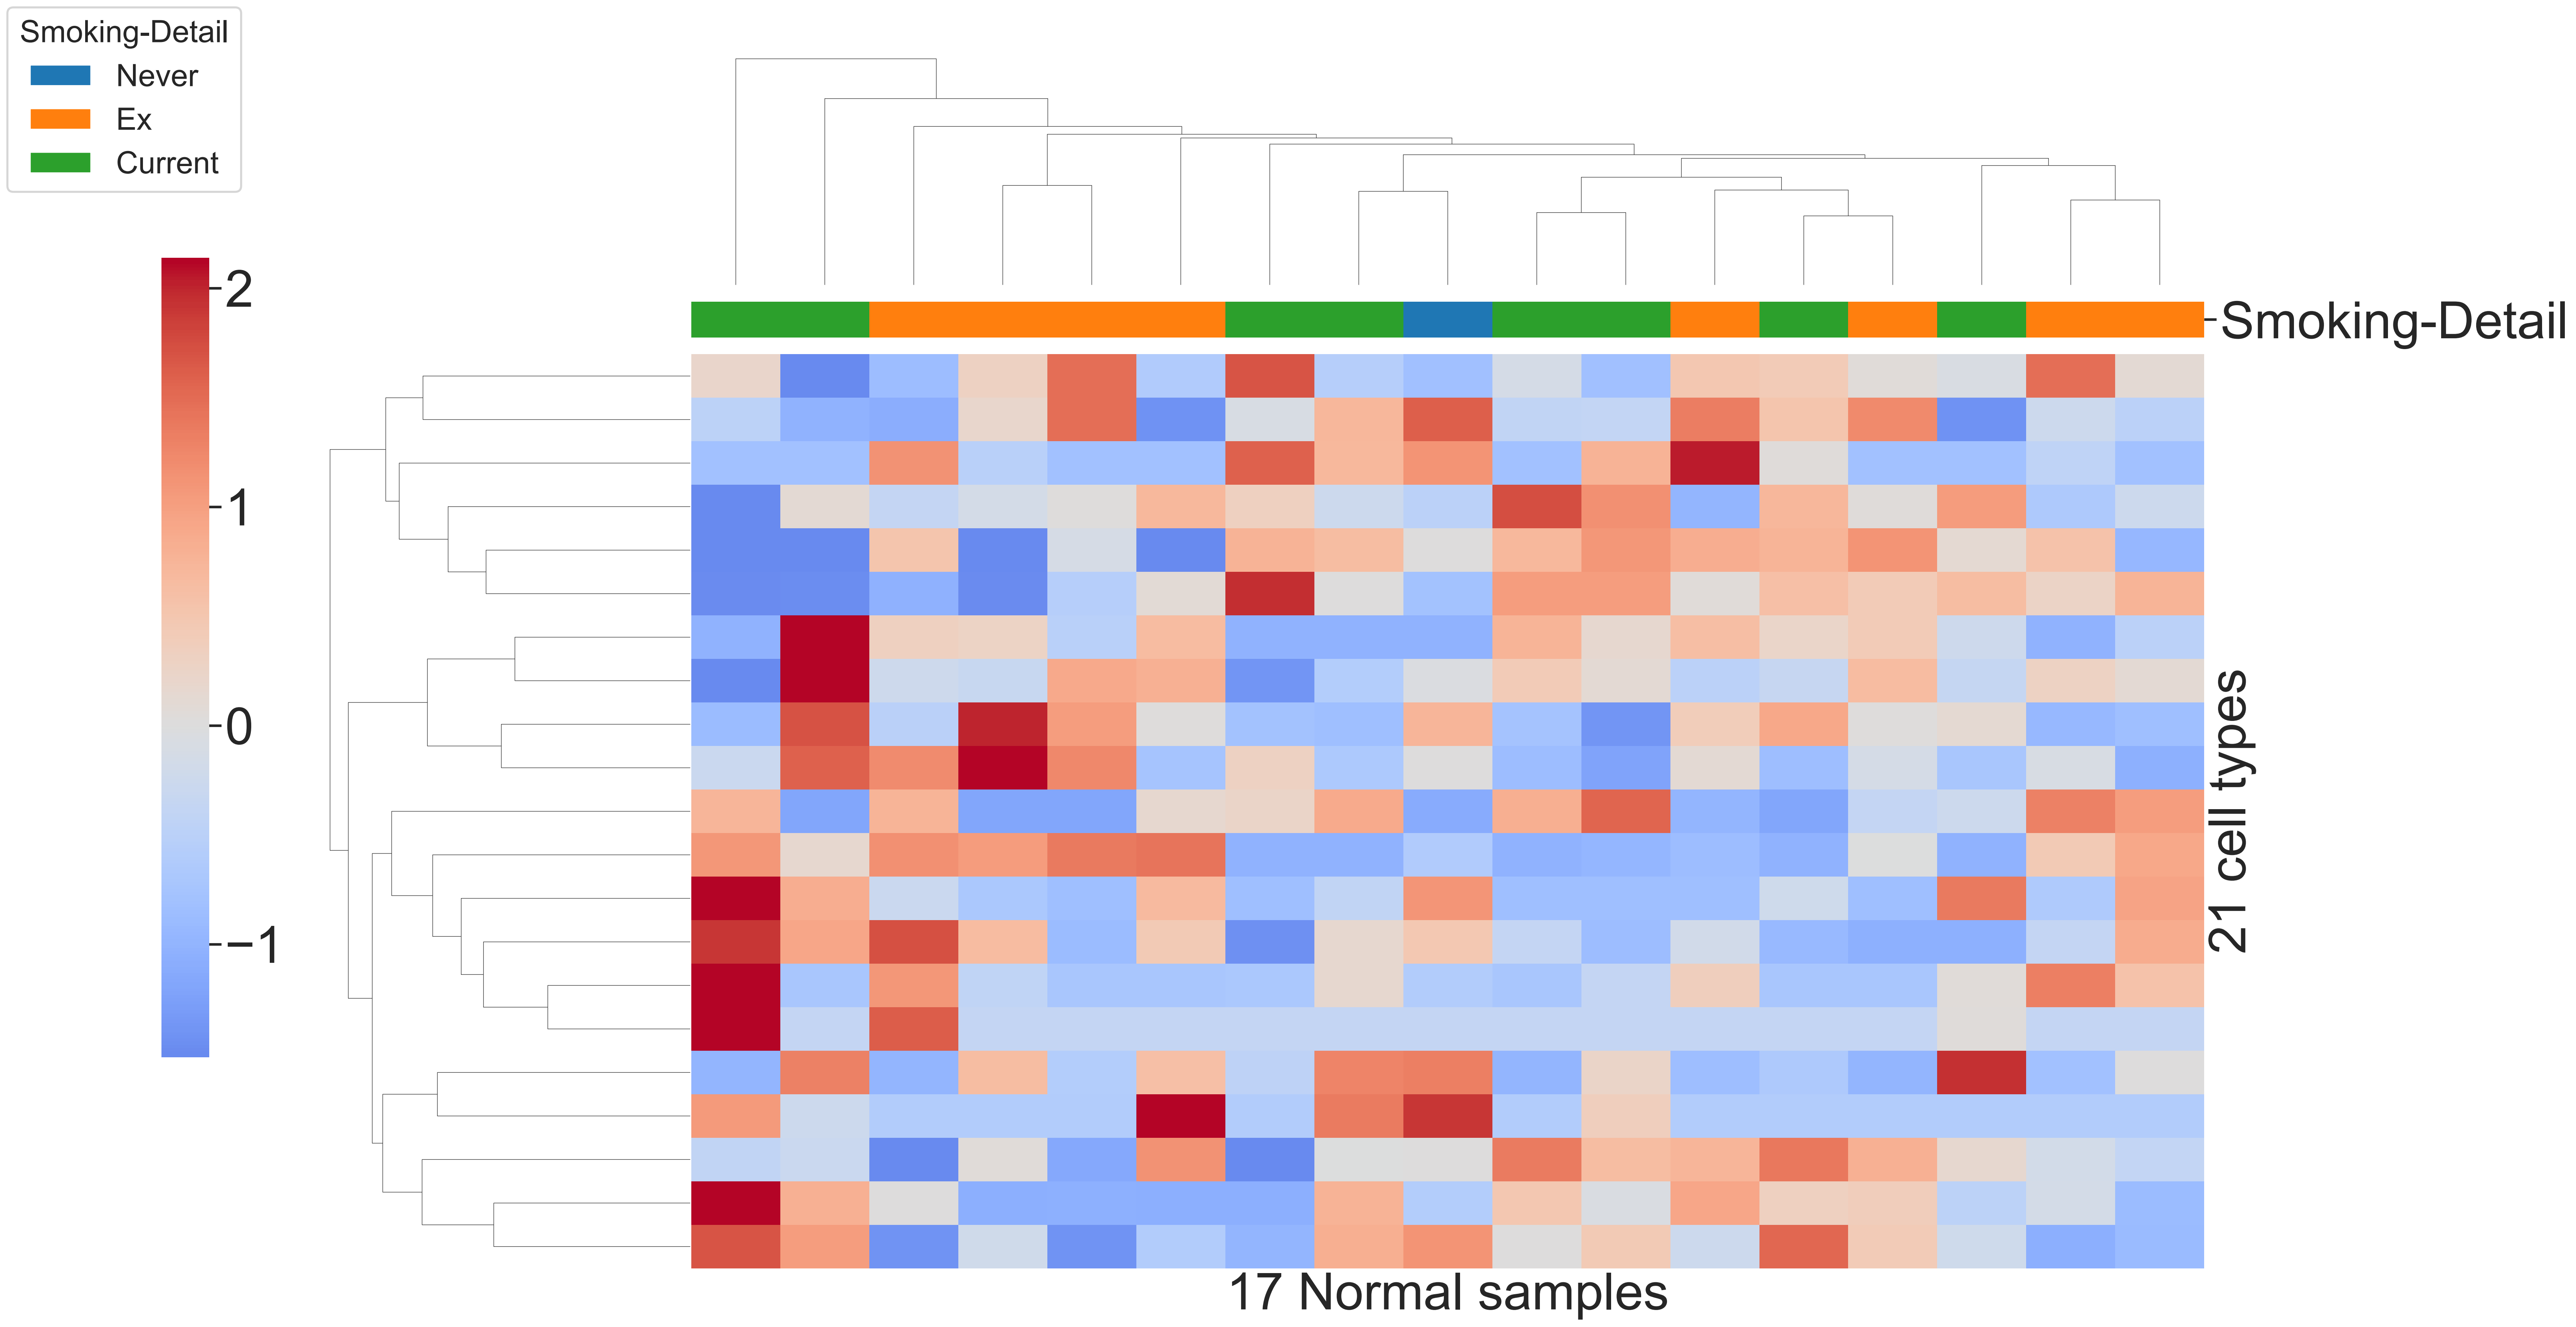 Smoking-Detail
Never
Ex
Current
2
1
0
−1
Smoking-Detail
21 cell types
17 Normal samples